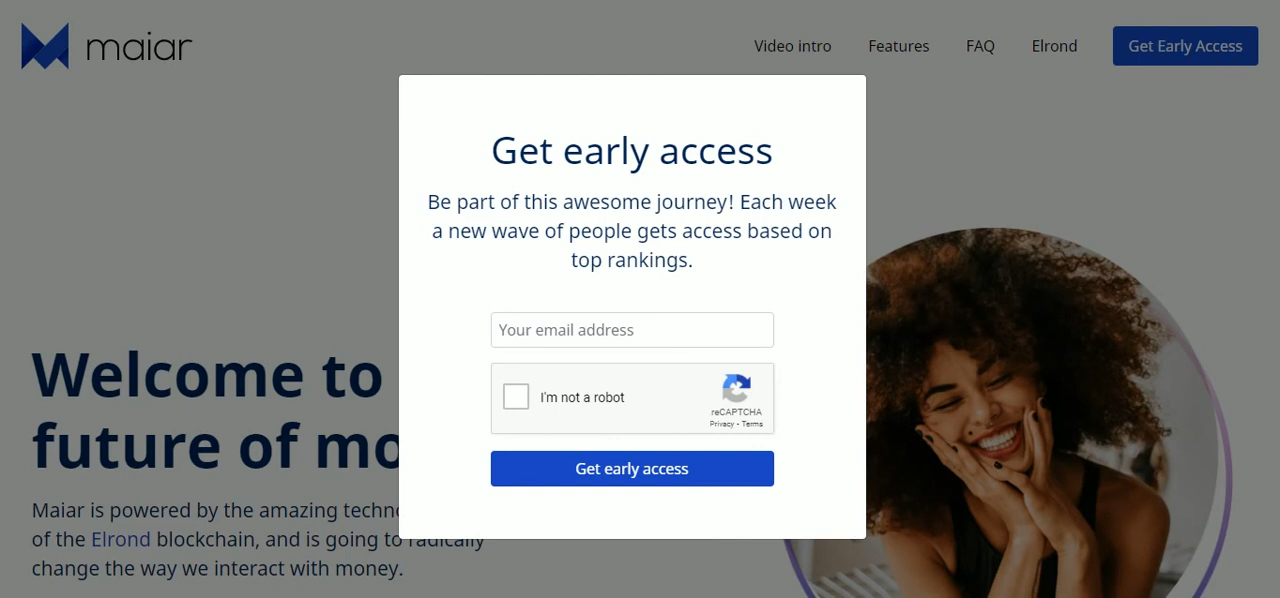 maiar
Video intro
Features
FAQ
Elrond
Get Early Access
Get early access
Be part of this awesome journey! Each week
a new wave of people gets access based on
top rankings.
Your email address
I'm not a robot
reCAPTCHA
Privacy - Terms
Get early access
Welcome to
future of mo
Maiar is powered by the amazing techno
of the Elrond blockchain, and is going to radically
change the way we interact with money.